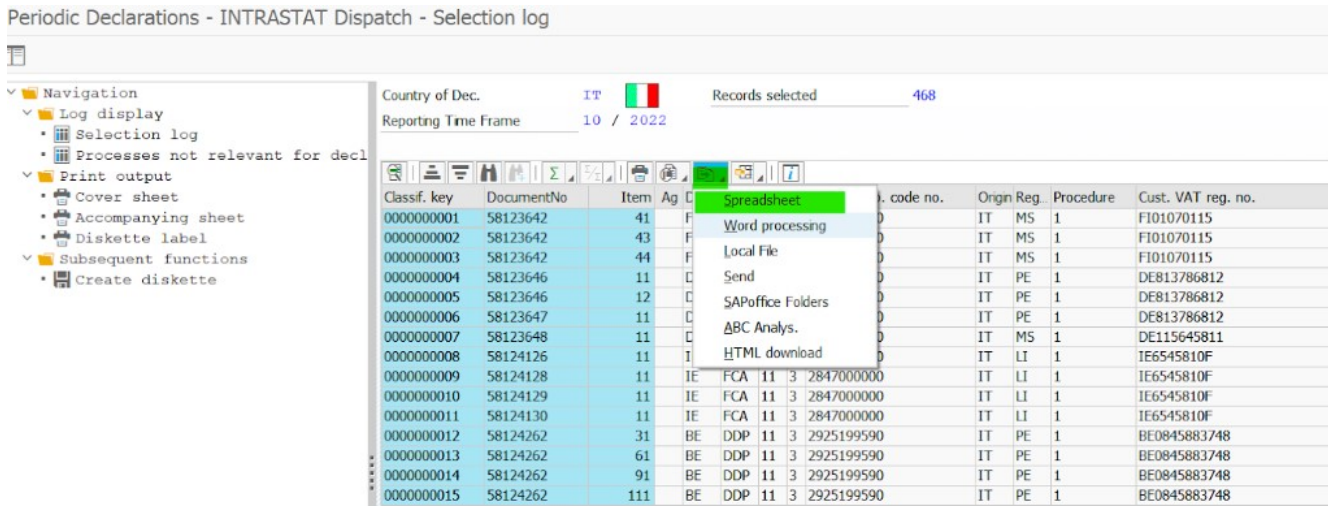 Periodic Declarations - INTRASTAT Dispatch - Selection log
Navigation
Log display
Selection log
Processes not relevant for decl
Print output
Cover sheet
Accompanying sheet
Diskette label
Subsequent functions
Create diskette
Country of Dec. IT Records selected 468
Reporting Time Frame 10 / 2022
Classif. key DocumentNo Item Ag D . code no. Origin Reg... Procedure Cust. VAT reg. no.
Spreadsheet
Word processing
Local File
Send
SAPoffice Folders
ABC Analys.
HTML download
0000000001 58123642 41 F 0 IT MS 1 FI01070115
0000000002 58123642 43 F 0 IT MS 1 FI01070115
0000000003 58123642 44 F 0 IT MS 1 FI01070115
0000000004 58123646 11 D 0 IT PE 1 DE813786812
0000000005 58123646 12 D 0 IT PE 1 DE813786812
0000000006 58123647 11 D 0 IT PE 1 DE813786812
0000000007 58123648 11 D 0 IT MS 1 DE115645811
0000000008 58124126 11 I 0 IT LI 1 IE6545810F
0000000009 58124128 11 IE FCA 11 3 2847000000 IT LI 1 IE6545810F
0000000010 58124129 11 IE FCA 11 3 2847000000 IT LI 1 IE6545810F
0000000011 58124130 11 IE FCA 11 3 2847000000 IT LI 1 IE6545810F
0000000012 58124262 31 BE DDP 11 3 2925199590 IT PE 1 BE0845883748
0000000013 58124262 61 BE DDP 11 3 2925199590 IT PE 1 BE0845883748
0000000014 58124262 91 BE DDP 11 3 2925199590 IT PE 1 BE0845883748
0000000015 58124262 111 BE DDP 11 3 2925199590 IT PE 1 BE0845883748